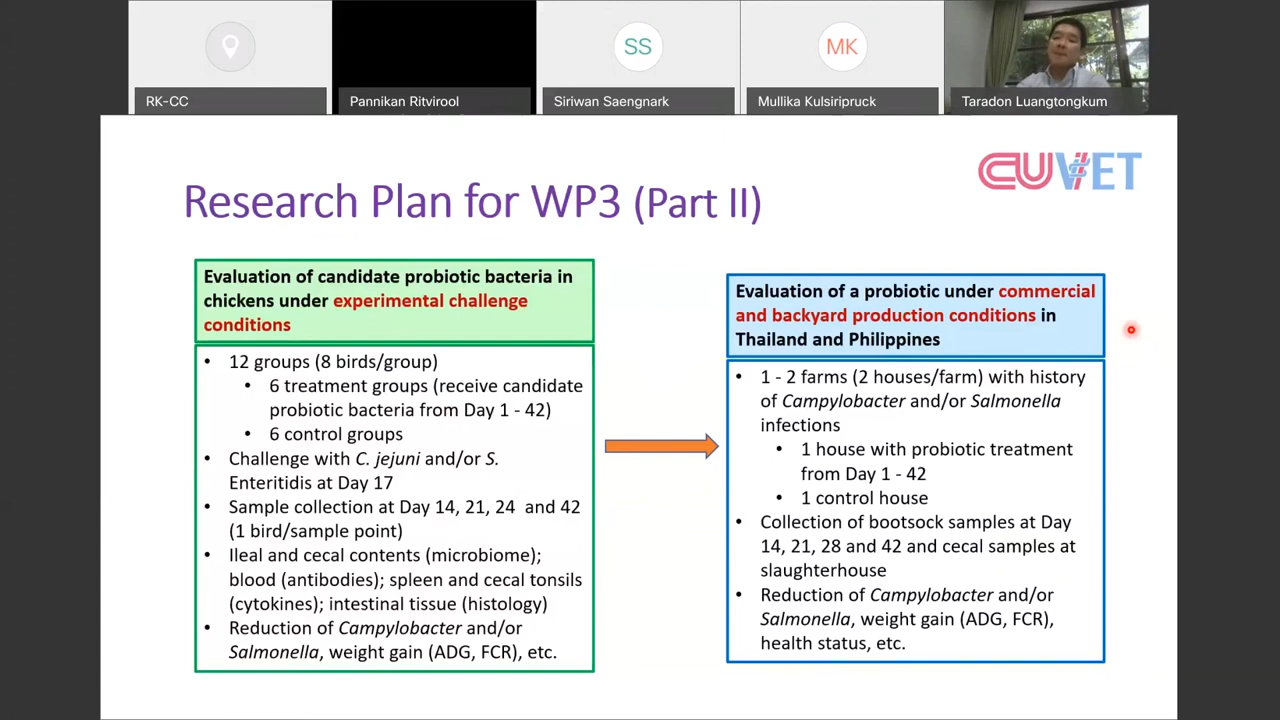 SS
MK
RK-CC
Pannikan Ritvirool
Siriwan Saengnark
Mullika Kulsiripruck
Taradon Luangtongkum
CUVET
Research Plan for WP3 (Part II)
Evaluation of candidate probiotic bacteria in
chickens under experimental challenge
conditions
• 12 groups (8 birds/group)
• 6 treatment groups (receive candidate
probiotic bacteria from Day 1 - 42)
• 6 control groups
• Challenge with C. jejuni and/or S.
Enteritidis at Day 17
• Sample collection at Day 14, 21, 24 and 42
(1 bird/sample point)
• Ileal and cecal contents (microbiome);
blood (antibodies); spleen and cecal tonsils
(cytokines); intestinal tissue (histology)
• Reduction of Campylobacter and/or
Salmonella, weight gain (ADG, FCR), etc.
Evaluation of a probiotic under commercial
and backyard production conditions in
Thailand and Philippines
• 1 - 2 farms (2 houses/farm) with history
of Campylobacter and/or Salmonella
infections
• 1 house with probiotic treatment
from Day 1 - 42
• 1 control house
• Collection of bootsock samples at Day
14, 21, 28 and 42 and cecal samples at
slaughterhouse
• Reduction of Campylobacter and/or
Salmonella, weight gain (ADG, FCR),
health status, etc.